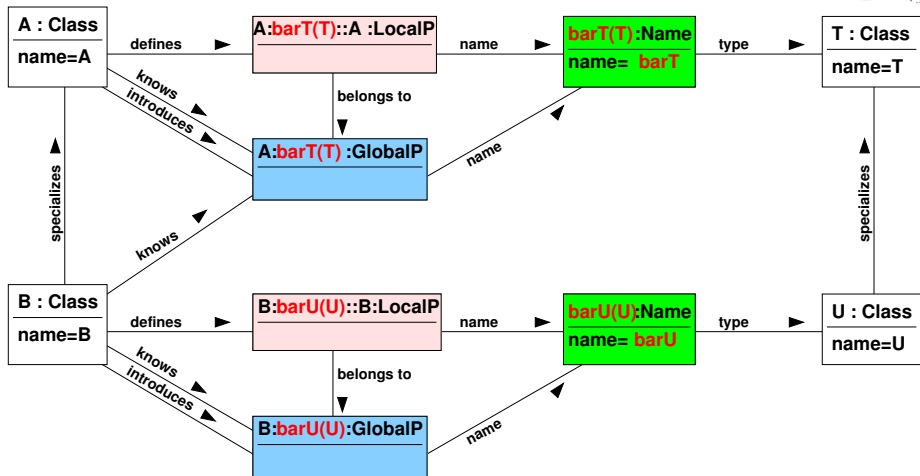 A : Class
name=A
defines
A:barT(T)::A :LocalP
name
barT(T):Name
name= barT
type
T : Class
name=T
knows
introduces
belongs to
A:barT(T) :GlobalP
name
specializes
knows
specializes
B : Class
name=B
defines
B:barU(U)::B:LocalP
name
barU(U):Name
name= barU
type
U : Class
name=U
knows
introduces
belongs to
B:barU(U):GlobalP
name